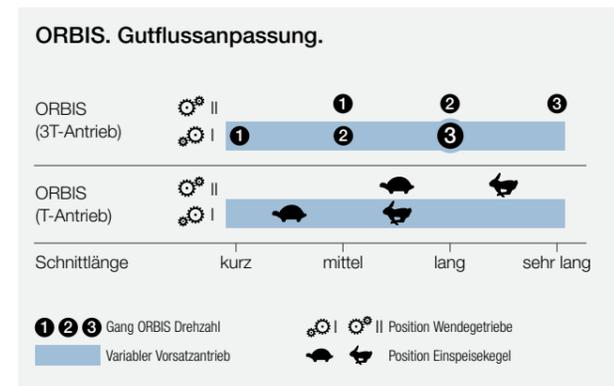 ORBIS. Gutflussanpassung.
ORBIS II 1 2 3
(3T-Antrieb) I 1 2 3
ORBIS II
(T-Antrieb) I
Schnittlänge kurz mittel lang sehr lang
1 2 3 Gang ORBIS Drehzahl I II Position Wendegetriebe
Variabler Vorsatzantrieb Position Einspeisekegel